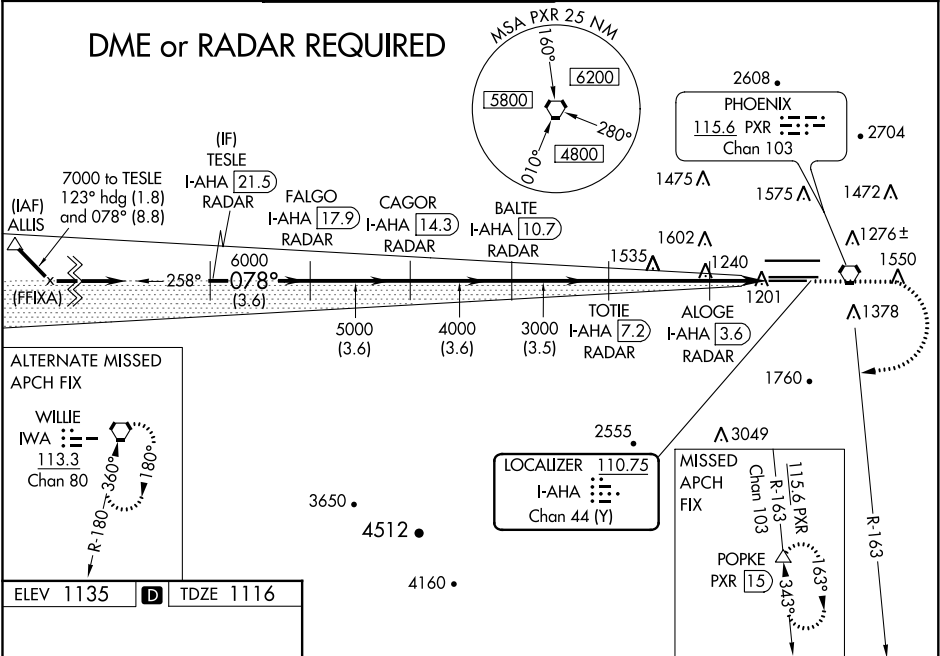 DME or RADAR REQUIRED
MSA PXR 25 NM
160°
6200
5800
280°
4800
010°
2608
PHOENIX
115.6 PXR
Chan 103
2704
1475
1575
1472
(IF)
TESLE
I-AHA 21.5
RADAR
7000 to TESLE
123° hdg (1.8)
and 078° (8.8)
(IAF)
ALLIS
FALGO
I-AHA 17.9
RADAR
CAGOR
I-AHA 14.3
RADAR
BALTE
I-AHA 10.7
RADAR
1602
1535
1240
1276±
1550
6000
(FFIXA)
258°
078°
(3.6)
1201
5000
(3.6)
4000
(3.6)
3000
(3.5)
TOTIE
I-AHA 7.2
RADAR
ALOGE
I-AHA 3.6
RADAR
1378
1760
ALTERNATE MISSED
APCH FIX
WILLIE
IWA
113.3
Chan 80
360°
180°
R-180
2555
3049
LOCALIZER 110.75
I-AHA
Chan 44 (Y)
3650
4512
4160
MISSED
APCH
FIX
115.6 PXR
Chan 103
R-163
POPKE
PXR 15
163°
343°
R-163
ELEV 1135 D TDZE 1116